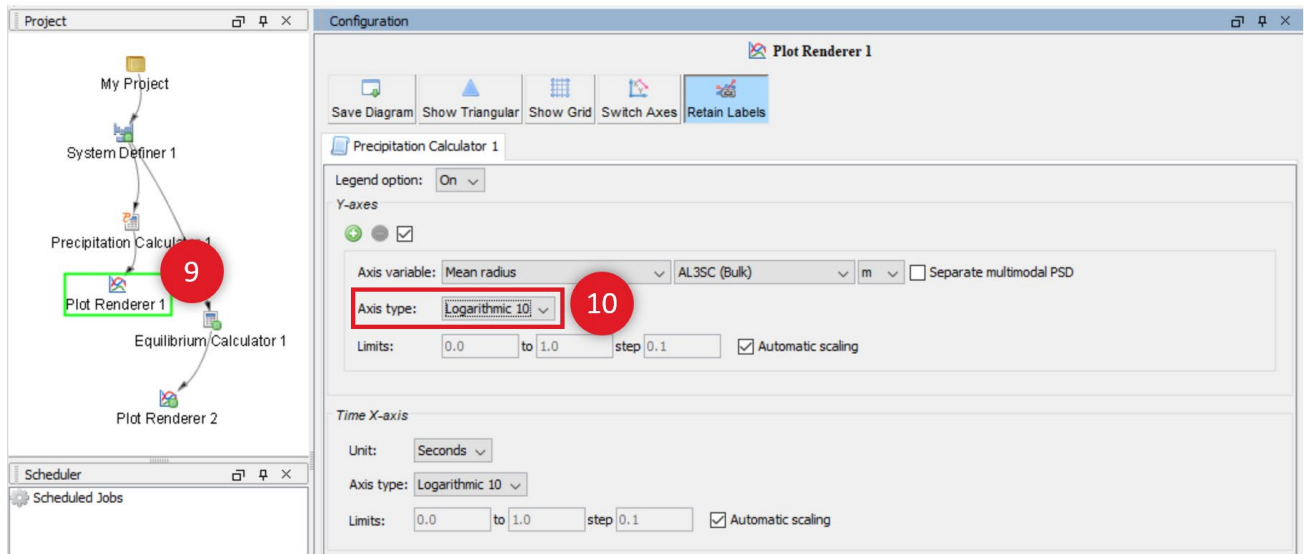 Project
My Project
System Definer 1
Precipitation Calculator 1
9
Plot Renderer 1
Equilibrium Calculator 1
Plot Renderer 2
Scheduler
Scheduled Jobs
Configuration
Plot Renderer 1
Save Diagram Show Triangular Show Grid Switch Axes Retain Labels
Precipitation Calculator 1
Legend option: On
Y-axes
Axis variable: Mean radius AL3SC (Bulk) m Separate multimodal PSD
Axis type: Logarithmic 10 10
Limits: 0.0 to 1.0 step 0.1 Automatic scaling
Time X-axis
Unit: Seconds
Axis type: Logarithmic 10
Limits: 0.0 to 1.0 step 0.1 Automatic scaling